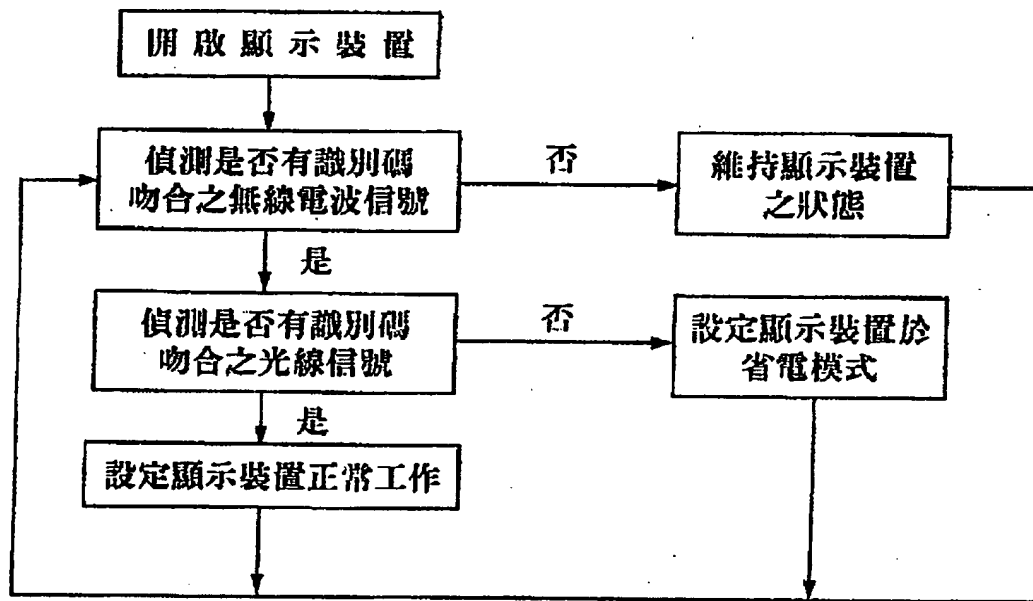 開啟顯示裝置
偵測是否有識別碼
吻合之無線電波信號
否
維持顯示裝置
之狀態
是
偵測是否有識別碼
吻合之光線信號
否
設定顯示裝置於
省電模式
是
設定顯示裝置正常工作